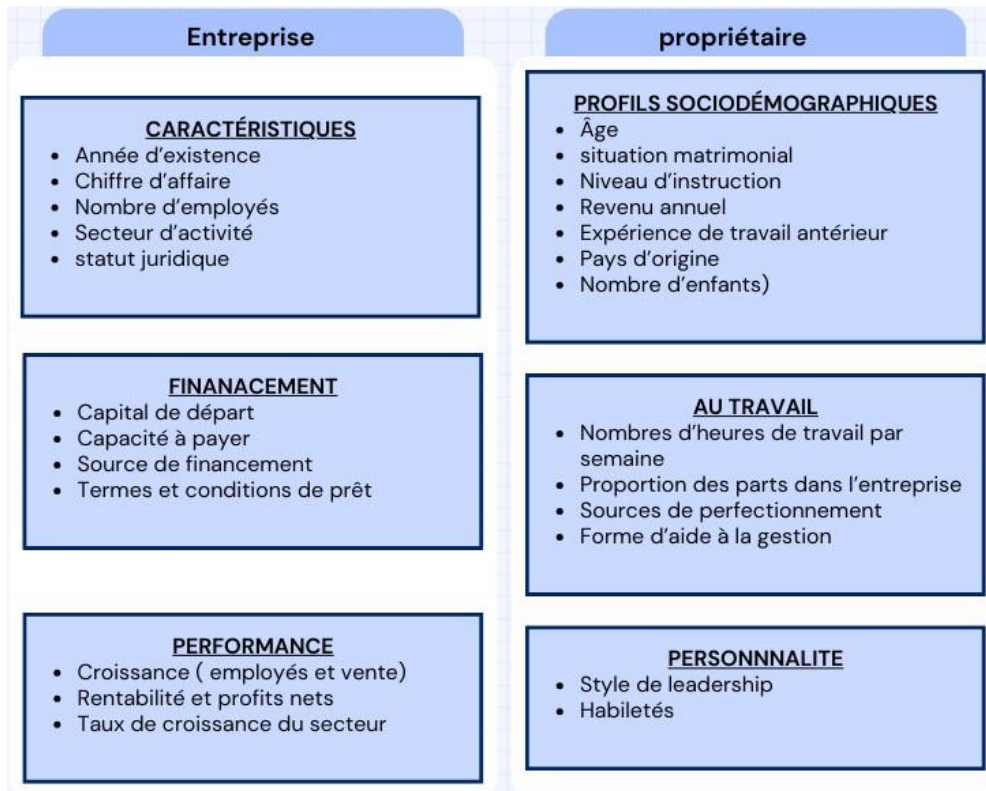 Entreprise
CARACTÉRISTIQUES
• Année d'existence
• Chiffre d'affaire
• Nombre d'employés
• Secteur d'activité
• statut juridique
FINANACEMENT
• Capital de départ
• Capacité à payer
• Source de financement
• Termes et conditions de prêt
PERFORMANCE
• Croissance ( employés et vente)
• Rentabilité et profits nets
• Taux de croissance du secteur
propriétaire
PROFILS SOCIODÉMOGRAPHIQUES
• Âge
• situation matrimonial
• Niveau d'instruction
• Revenu annuel
• Expérience de travail antérieur
• Pays d'origine
• Nombre d'enfants)
AU TRAVAIL
• Nombres d'heures de travail par
semaine
• Proportion des parts dans l'entreprise
• Sources de perfectionnement
• Forme d'aide à la gestion
PERSONNNALITE
• Style de leadership
• Habiletés